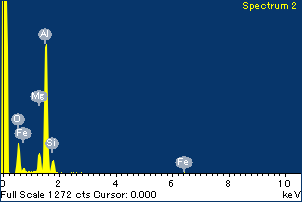 Spectrum 2
Al
Mg
O
Fe
Si
Fe
0 2 4 6 8 10
Full Scale 1272 cts Cursor: 0.000 keV